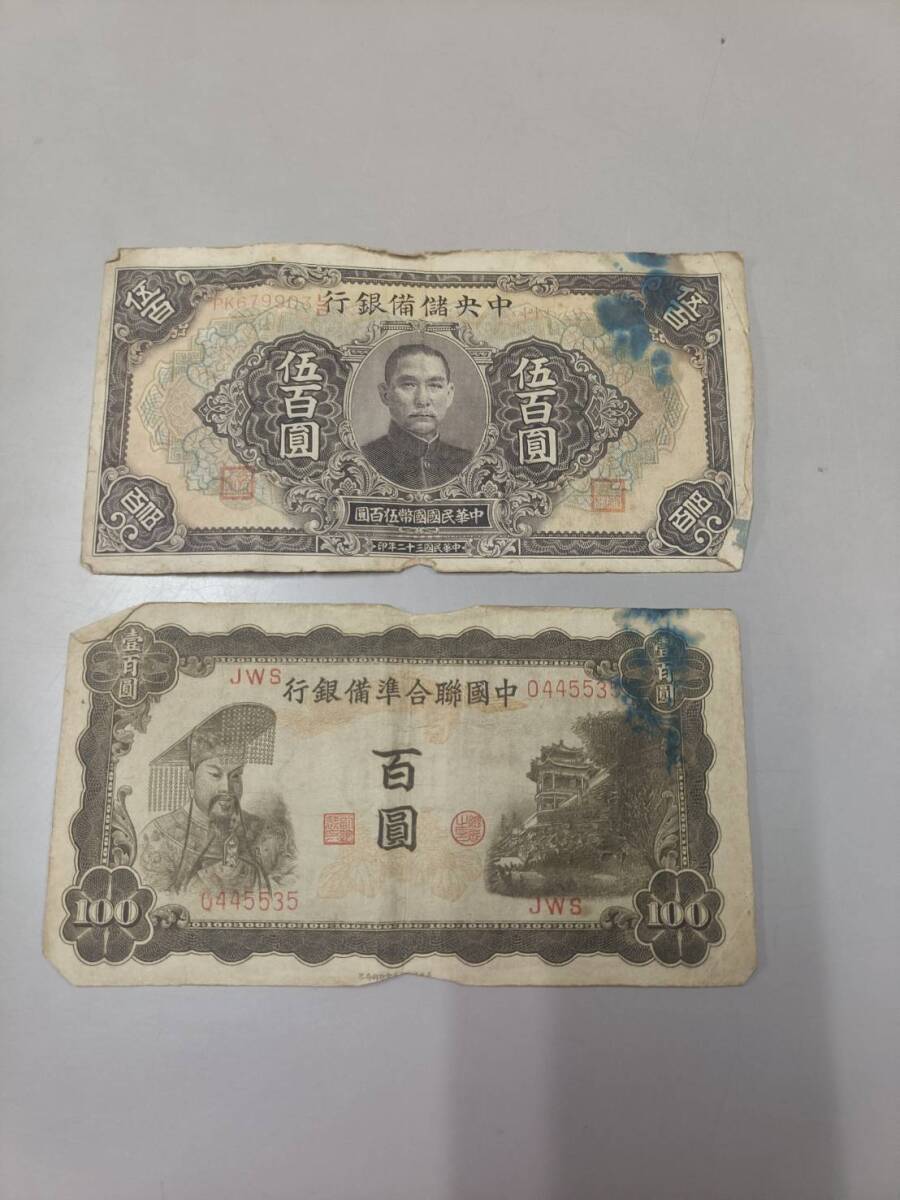 伍百
伍百
PK679903
中央儲備銀行
伍百圓
伍百圓
中華民國國幣伍百圓
伍百
伍百
中華民國三十二年印
壹百圓
壹百圓
JWS
中國聯合準備銀行
0445535
百圓
0445535
JWS
100
100